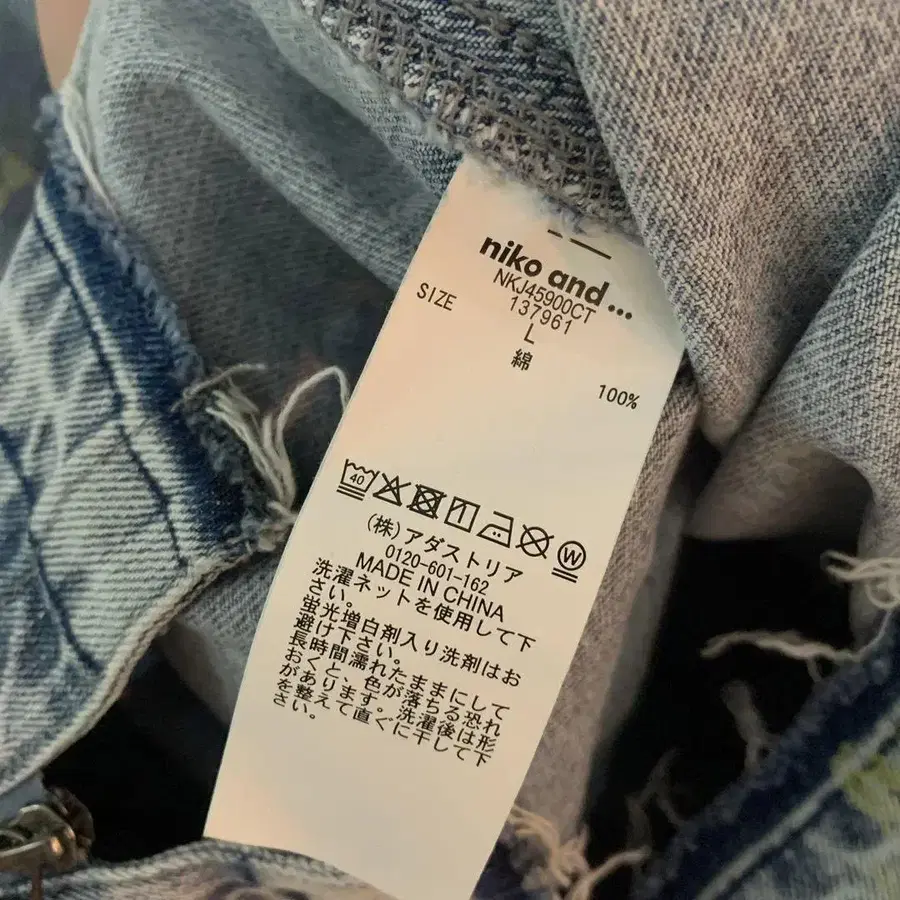 niko and...
NKJ45900CT
137961
SIZE L
綿 100%
40
W
(株)アダストリア
0120-601-162
MADE IN CHINA
洗濯ネットを使用して下
さい。
蛍光増白剤入り洗剤はお
避け下さい。
長時間濡れたままにして
おくと、色が落ちる恐れ
があります。洗濯後は形
を整えて直ぐに干して下
さい。